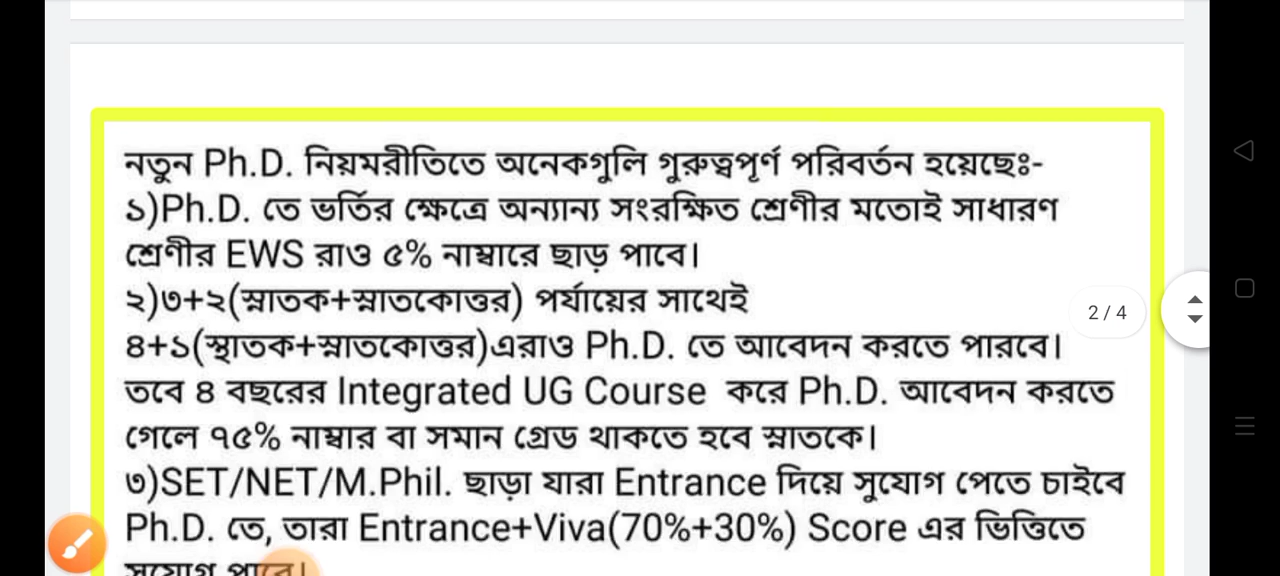 নতুন Ph.D. নিয়মরীতিতে অনেকগুলি গুরুত্বপূর্ণ পরিবর্তন হয়েছেঃ-
১)Ph.D. তে ভর্তির ক্ষেত্রে অন্যান্য সংরক্ষিত শ্রেণীর মতোই সাধারণ
শ্রেণীর EWS রাও ৫% নাম্বারে ছাড় পাবে।
২)৩+২(স্নাতক+স্নাতকোত্তর) পর্যায়ের সাথেই
৪+১(স্থাতক+স্নাতকোত্তর)এরাও Ph.D. তে আবেদন করতে পারবে।
তবে ৪ বছরের Integrated UG Course করে Ph.D. আবেদন করতে
গেলে ৭৫% নাম্বার বা সমান গ্রেড থাকতে হবে স্নাতকে।
৩)SET/NET/M.Phil. ছাড়া যারা Entrance দিয়ে সুযোগ পেতে চাইবে
Ph.D. তে, তারা Entrance+Viva(70%+30%) Score এর ভিত্তিতে
সুযোগ পাবে।
2 / 4